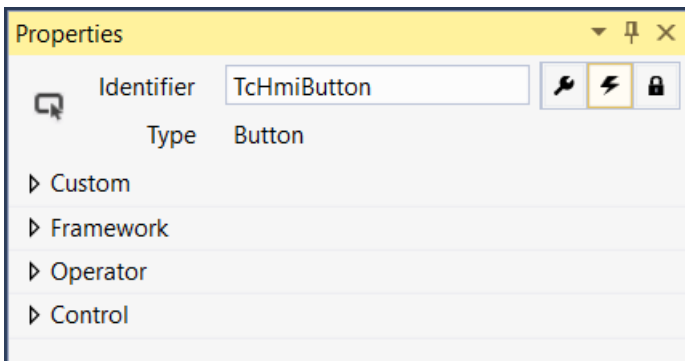 Properties
Identifier TcHmiButton
Type Button
Custom
Framework
Operator
Control